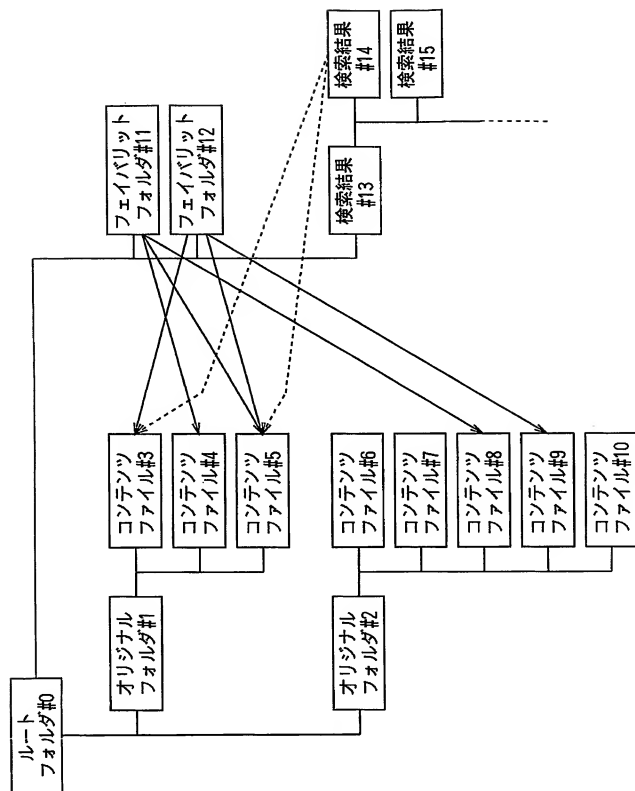 ルート
フォルダ#0
オリジナル
フォルダ#1
コンテンツ
ファイル#3
コンテンツ
ファイル#4
コンテンツ
ファイル#5
オリジナル
フォルダ#2
コンテンツ
ファイル#6
コンテンツ
ファイル#7
コンテンツ
ファイル#8
コンテンツ
ファイル#9
コンテンツ
ファイル#10
フェイバリット
フォルダ#11
フェイバリット
フォルダ#12
検索結果
#13
検索結果
#14
検索結果
#15